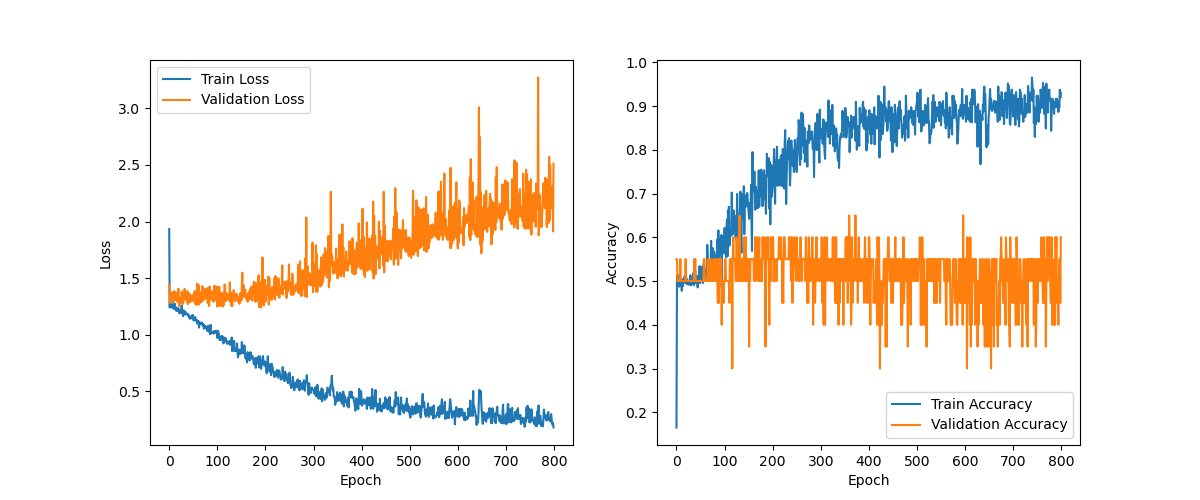 Train Loss
Validation Loss
3.0
2.5
2.0
1.5
1.0
0.5
Loss
0 100 200 300 400 500 600 700 800
Epoch
1.0
0.9
0.8
0.7
0.6
0.5
0.4
0.3
0.2
Accuracy
Train Accuracy
Validation Accuracy
0 100 200 300 400 500 600 700 800
Epoch